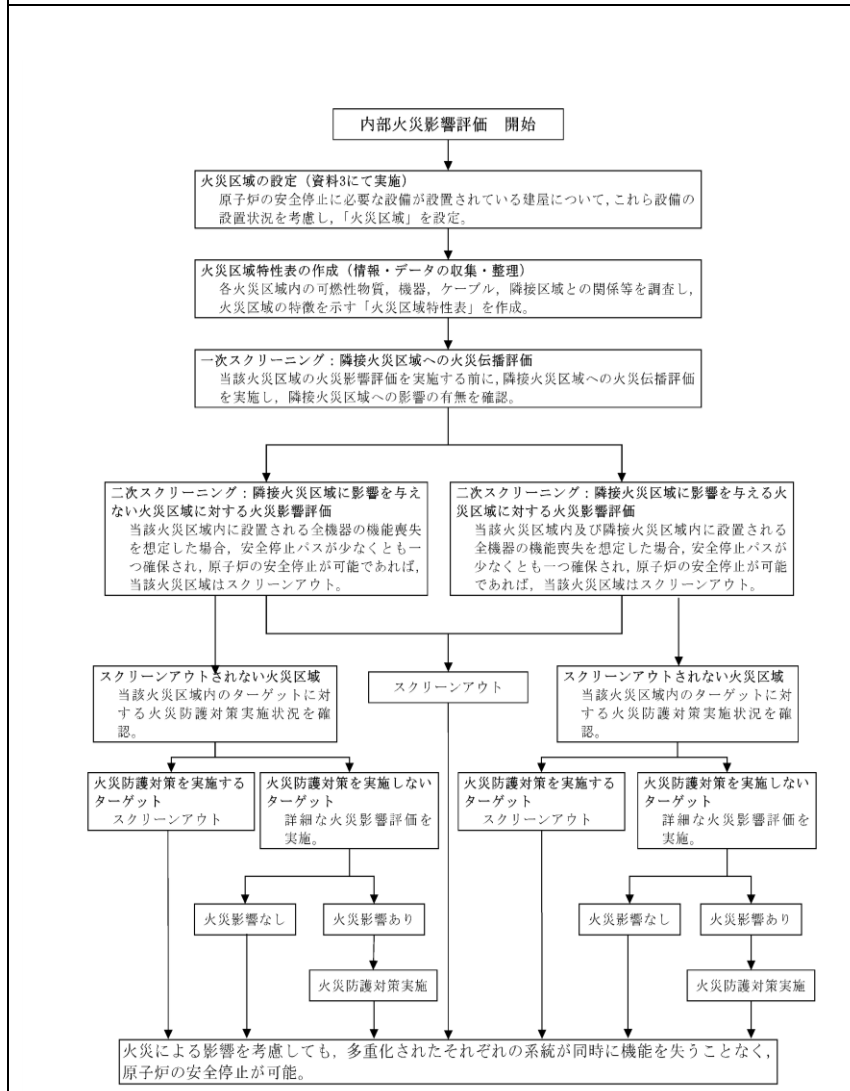 内部火災影響評価　開始
火災区域の設定（資料3にて実施）
原子炉の安全停止に必要な設備が設置されている建屋について，これら設備の
設置状況を考慮し，「火災区域」を設定。
火災区域特性表の作成（情報・データの収集・整理）
各火災区域内の可燃性物質，機器，ケーブル，隣接区域との関係等を調査し，
火災区域の特徴を示す「火災区域特性表」を作成。
一次スクリーニング：隣接火災区域への火災伝播評価
当該火災区域の火災影響評価を実施する前に，隣接火災区域への火災伝播評価
を実施し，隣接火災区域への影響の有無を確認。
二次スクリーニング：隣接火災区域に影響を与え
ない火災区域に対する火災影響評価
当該火災区域内に設置される全機器の機能喪失
を想定した場合，安全停止パスが少なくとも一
つ確保され，原子炉の安全停止が可能であれば，
当該火災区域はスクリーンアウト。
二次スクリーニング：隣接火災区域に影響を与える火
災区域に対する火災影響評価
当該火災区域内及び隣接火災区域内に設置される
全機器の機能喪失を想定した場合，安全停止パスが
少なくとも一つ確保され，原子炉の安全停止が可能
であれば，当該火災区域はスクリーンアウト。
スクリーンアウトされない火災区域
当該火災区域内のターゲットに対
する火災防護対策実施状況を確
認。
スクリーンアウト
スクリーンアウトされない火災区域
当該火災区域内のターゲットに対
する火災防護対策実施状況を確
認。
火災防護対策を実施する
ターゲット
スクリーンアウト
火災防護対策を実施しない
ターゲット
詳細な火災影響評価を
実施。
火災防護対策を実施する
ターゲット
スクリーンアウト
火災防護対策を実施しない
ターゲット
詳細な火災影響評価を
実施。
火災影響なし
火災影響あり
火災影響なし
火災影響あり
火災防護対策実施
火災防護対策実施
火災による影響を考慮しても，多重化されたそれぞれの系統が同時に機能を失うことなく，
原子炉の安全停止が可能。